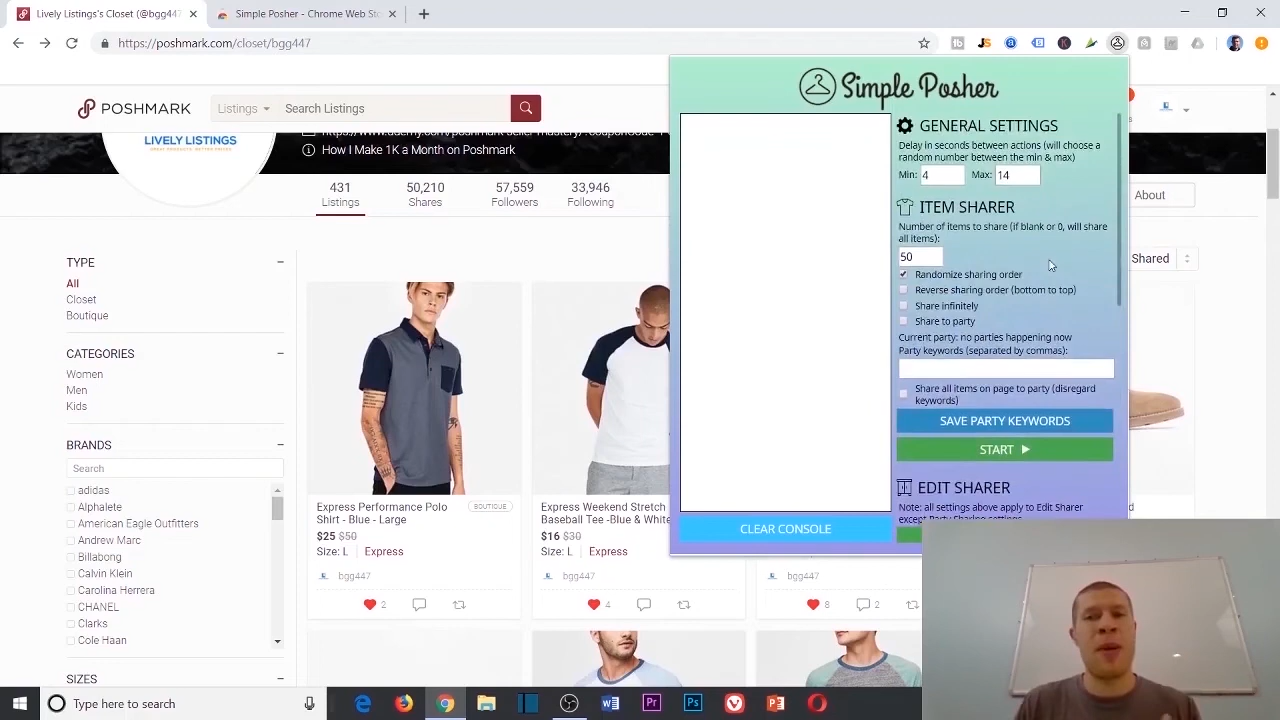 Lively Listings's Closet (@bgg447
Simple Posher - Chrome Web Sto
https://poshmark.com/closet/bgg447
POSHMARK
Listings
Search Listings
LIVELY LISTINGS
How I Make 1K a Month on Poshmark
431
Listings
50,210
Shares
57,559
Followers
33,946
Following
About
Shared
TYPE
All
Closet
Boutique
CATEGORIES
Women
Men
Kids
BRANDS
Search
adidas
Alphalete
American Eagle Outfitters
Andrew Marc
Billabong
Calvin Klein
Carolina Herrera
CHANEL
Clarks
Cole Haan
SIZES
Express Performance Polo
Shirt - Blue - Large
BOUTIQUE
$25 $50
Size: L
Express
bgg447
2
Express Weekend Stretch
Baseball Tee -Blue & White
$16 $30
Size: L
Express
bgg447
4
bgg447
8
2
Simple Posher
GENERAL SETTINGS
Delay in seconds between actions (will choose a
random number between the min & max)
Min: 4 Max: 14
ITEM SHARER
Number of items to share (if blank or 0, will share
all items):
50
Randomize sharing order
Reverse sharing order (bottom to top)
Share infinitely
Share to party
Current party: no parties happening now
Party keywords (separated by commas):
Share all items on page to party (disregard
keywords)
SAVE PARTY KEYWORDS
START
EDIT SHARER
Note: all settings above apply to Edit Sharer
except Party Sharing settings
CLEAR CONSOLE
Type here to search